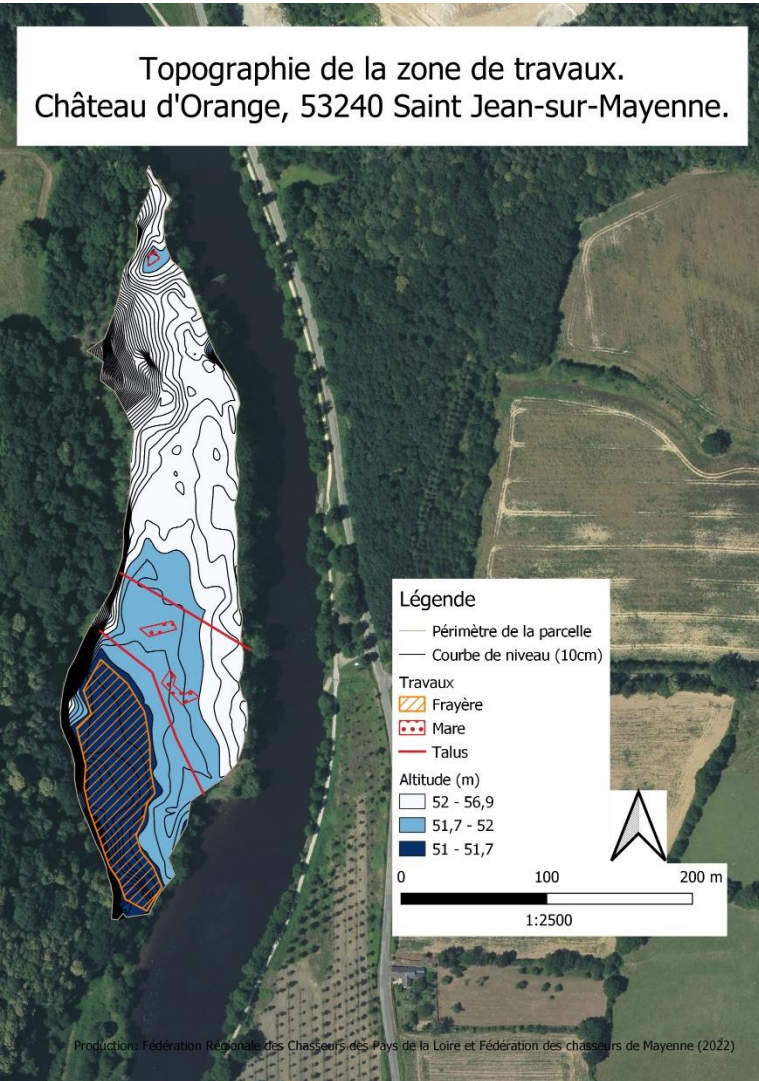 Topographie de la zone de travaux.
Château d'Orange, 53240 Saint Jean-sur-Mayenne.
Légende
Périmètre de la parcelle
Courbe de niveau (10cm)
Travaux
Frayère
Mare
Talus
Altitude (m)
52 - 56,9
51,7 - 52
51 - 51,7
0 100 200 m
1:2500
Production: Fédération Régionale des Chasseurs des Pays de la Loire et Fédération des chasseurs de Mayenne (2022)